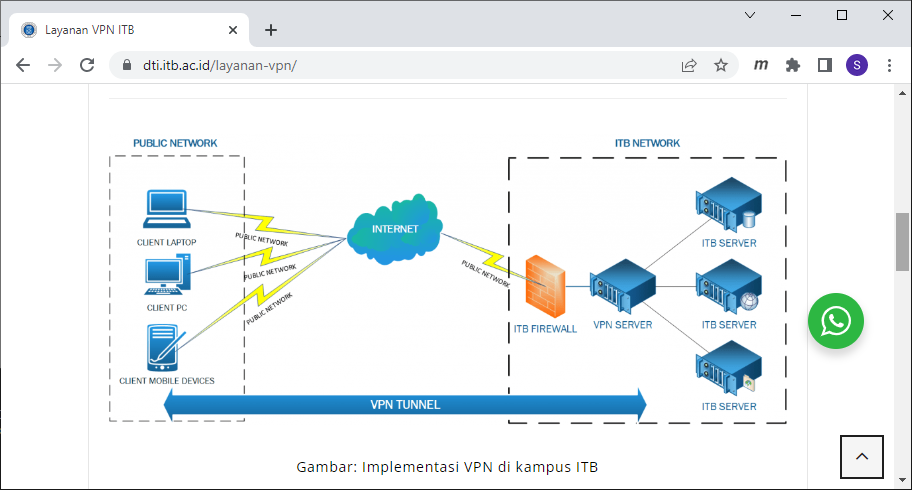 Layanan VPN ITB
dti.itb.ac.id/layanan-vpn/
m
S
PUBLIC NETWORK
ITB NETWORK
CLIENT LAPTOP
PUBLIC NETWORK
INTERNET
ITB SERVER
CLIENT PC
PUBLIC NETWORK
PUBLIC NETWORK
PUBLIC NETWORK
ITB FIREWALL
VPN SERVER
ITB SERVER
CLIENT MOBILE DEVICES
ITB SERVER
VPN TUNNEL
Gambar: Implementasi VPN di kampus ITB